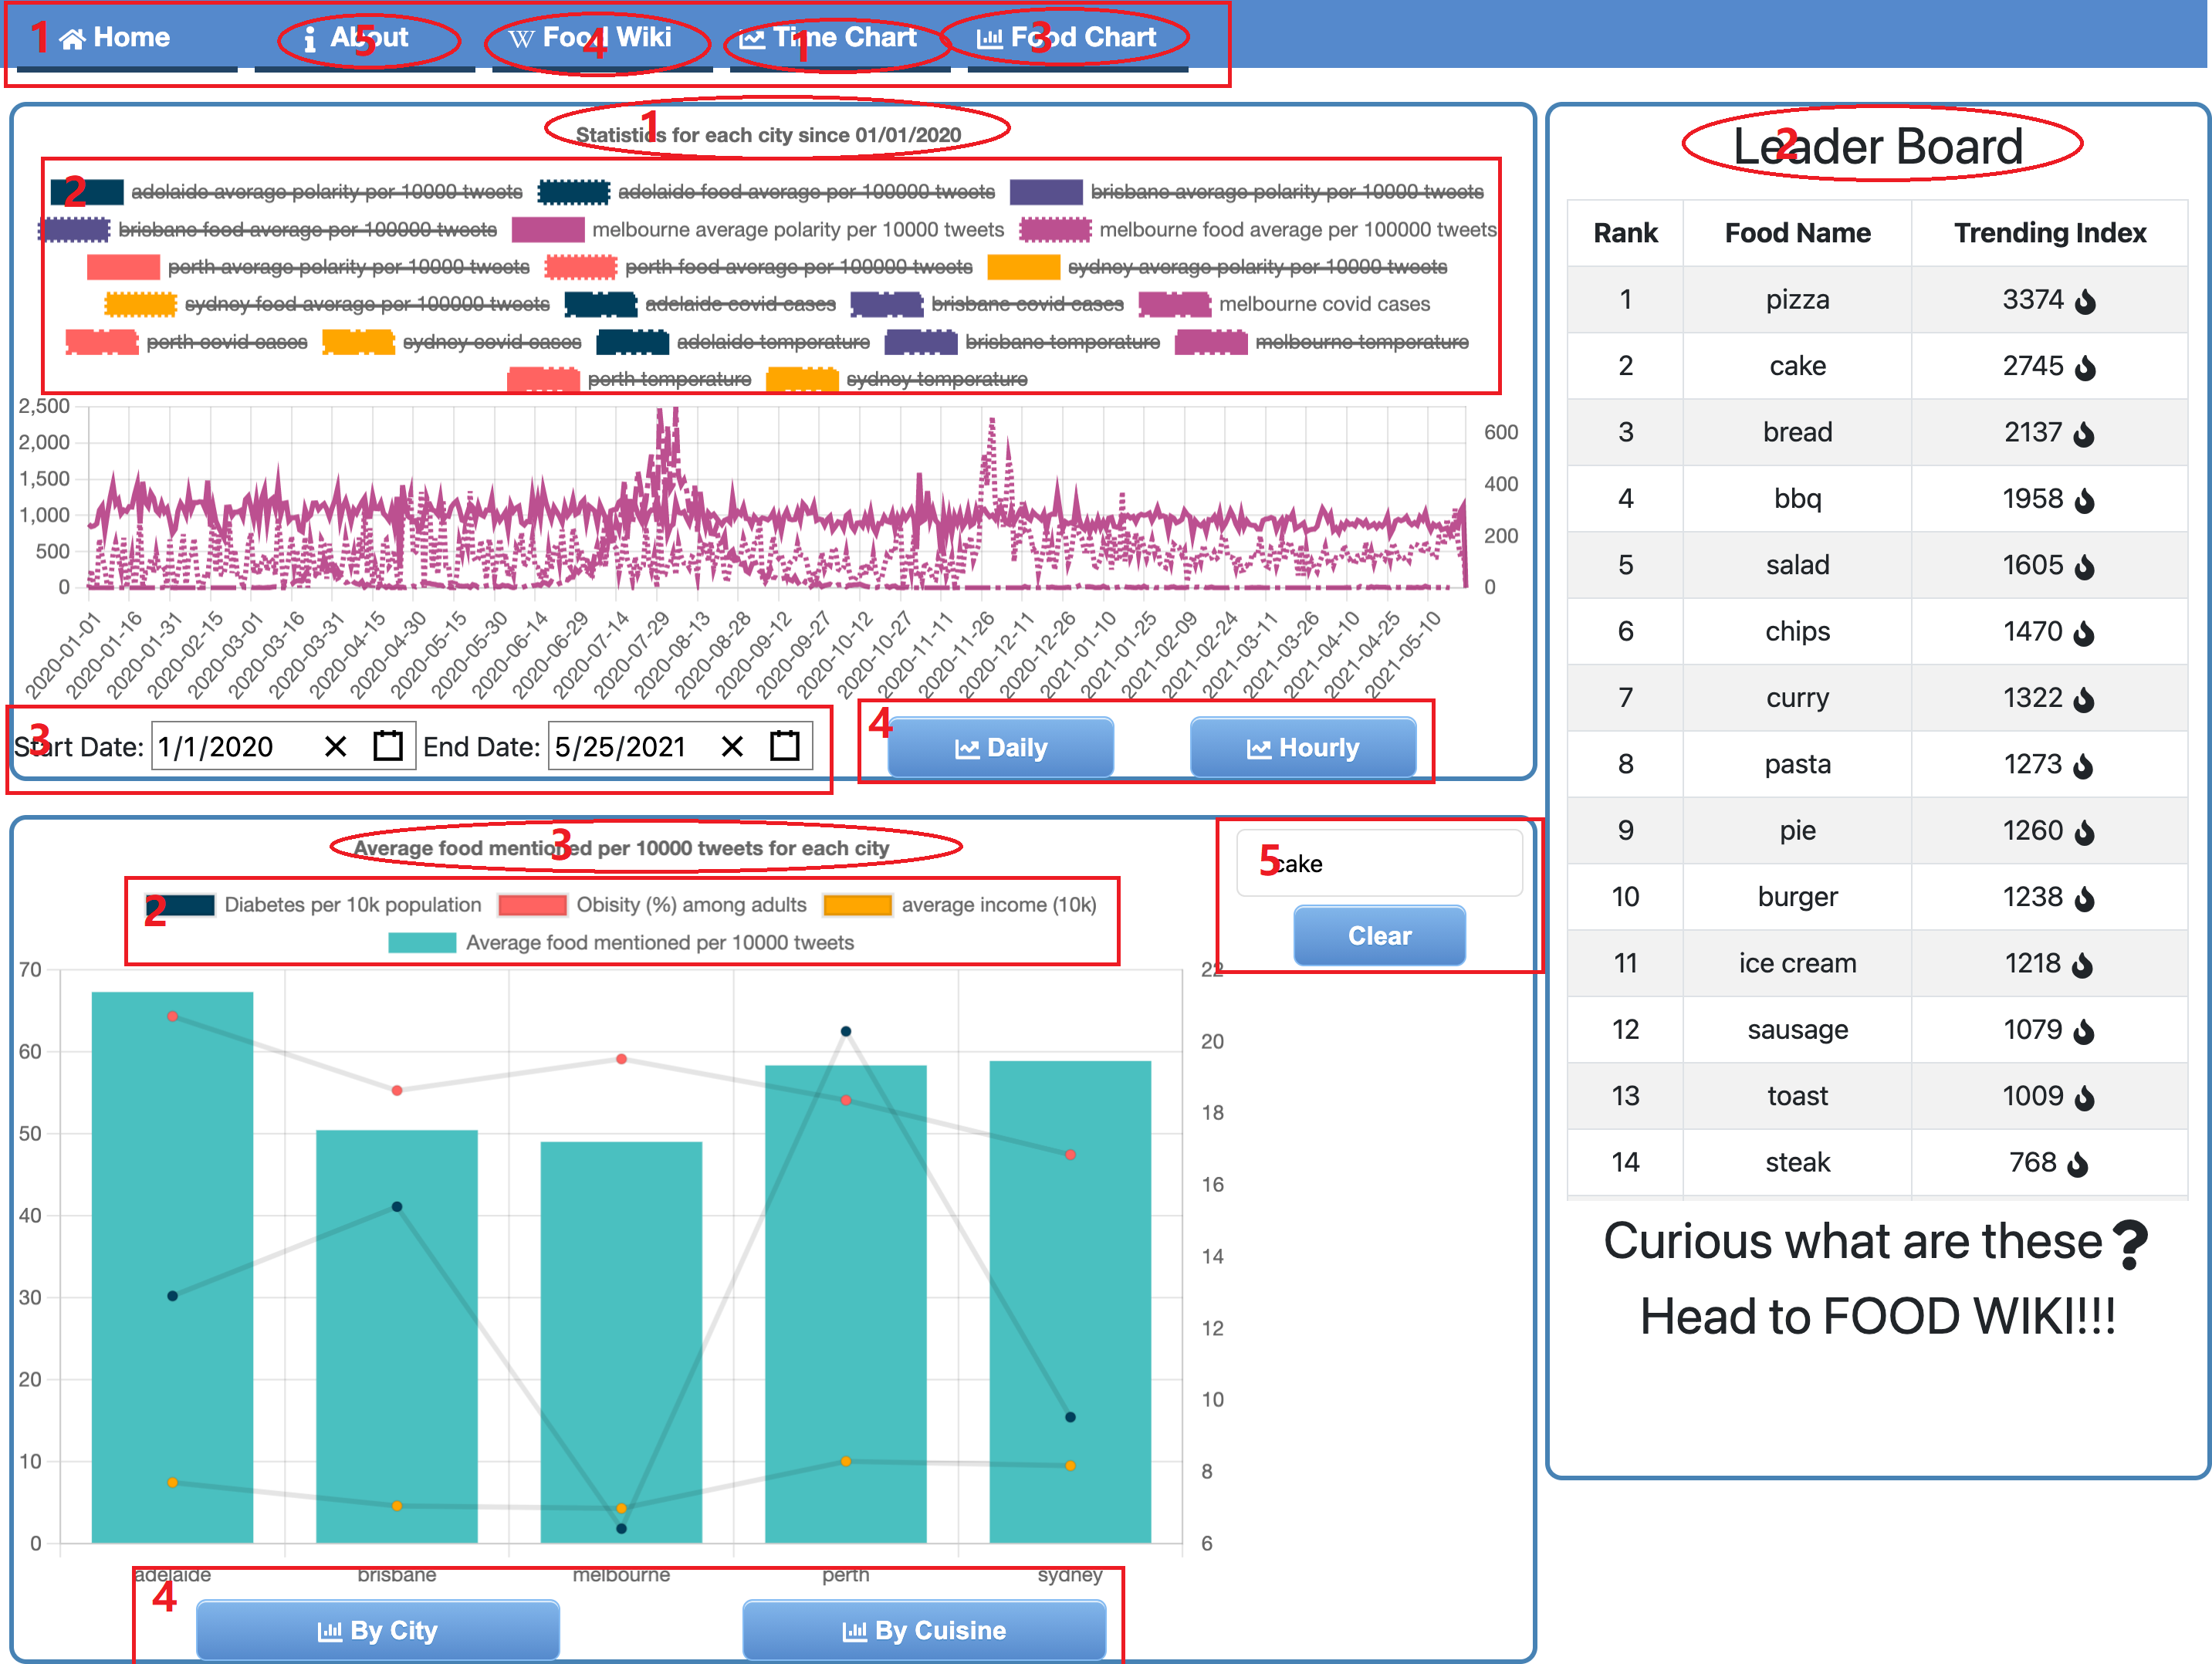 1 Home 5 About 4 Food Wiki 1 Time Chart 3 Food Chart
1 Statistics for each city since 01/01/2020
2 adelaide average polarity per 10000 tweets adelaide food average per 100000 tweets brisbane average polarity per 10000 tweets
brisbane food average per 100000 tweets melbourne average polarity per 10000 tweets melbourne food average per 100000 tweets
perth average polarity per 10000 tweets perth food average per 100000 tweets sydney average polarity per 10000 tweets
sydney food average per 100000 tweets adelaide covid cases brisbane covid cases melbourne covid cases
perth covid cases sydney covid cases adelaide temperature brisbane temperature melbourne temperature
perth temperature sydney temperature
2,500
2,000
1,500
1,000
500
0
600
400
200
0
2020-01-01 2020-01-16 2020-01-31 2020-02-15 2020-03-01 2020-03-16 2020-03-31 2020-04-15 2020-04-30 2020-05-15 2020-05-30 2020-06-14 2020-06-29 2020-07-14 2020-07-29 2020-08-13 2020-08-28 2020-09-12 2020-09-27 2020-10-12 2020-10-27 2020-11-11 2020-11-26 2020-12-11 2020-12-26 2021-01-10 2021-01-25 2021-02-09 2021-02-24 2021-03-11 2021-03-26 2021-04-10 2021-04-25 2021-05-10
3 Start Date: 1/1/2020 End Date: 5/25/2021 4 Daily Hourly
3 Average food mentioned per 10000 tweets for each city
5 cake
Clear
2 Diabetes per 10k population Obisity (%) among adults average income (10k)
Average food mentioned per 10000 tweets
70
60
50
40
30
20
10
0
22
20
18
16
14
12
10
8
6
adelaide brisbane melbourne perth sydney
4 By City By Cuisine
2 Leader Board
Rank Food Name Trending Index
1 pizza 3374
2 cake 2745
3 bread 2137
4 bbq 1958
5 salad 1605
6 chips 1470
7 curry 1322
8 pasta 1273
9 pie 1260
10 burger 1238
11 ice cream 1218
12 sausage 1079
13 toast 1009
14 steak 768
Curious what are these?
Head to FOOD WIKI!!!